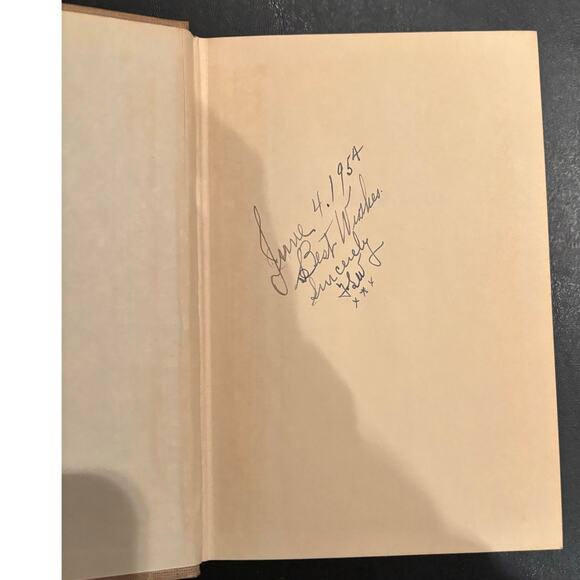 June 4. 1954
Best Wishes.
Sincerely
x x x